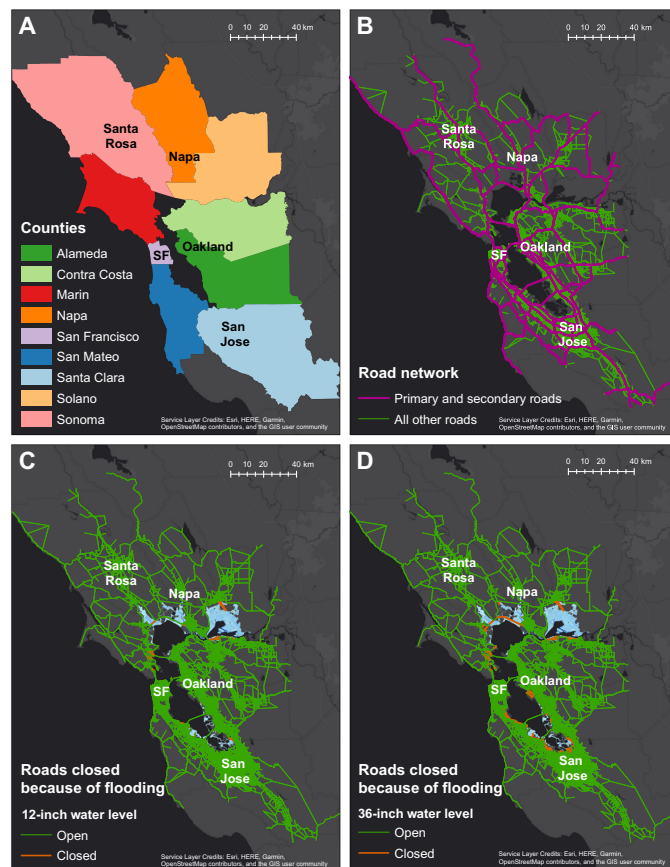 A
0 20 40 km
Santa
Rosa
Napa
Counties
Oakland
SF
Alameda
Contra Costa
Marin
Napa
San Francisco
San Mateo
Santa Clara
Solano
Sonoma
San
Jose
Service Layer Credits: Esri, HERE, Garmin,
OpenStreetMap contributors, and the GIS user community
B
0 20 40 km
Santa
Rosa
Napa
Oakland
SF
San
Jose
Road network
Primary and secondary roads
All other roads
Service Layer Credits: Esri, HERE, Garmin,
OpenStreetMap contributors, and the GIS user community
C
0 20 40 km
Santa
Rosa
Napa
Oakland
SF
San
Jose
Roads closed
because of flooding
12-inch water level
Open
Closed
Service Layer Credits: Esri, HERE, Garmin,
OpenStreetMap contributors, and the GIS user community
D
0 20 40 km
Santa
Rosa
Napa
Oakland
SF
San
Jose
Roads closed
because of flooding
36-inch water level
Open
Closed
Service Layer Credits: Esri, HERE, Garmin,
OpenStreetMap contributors, and the GIS user community